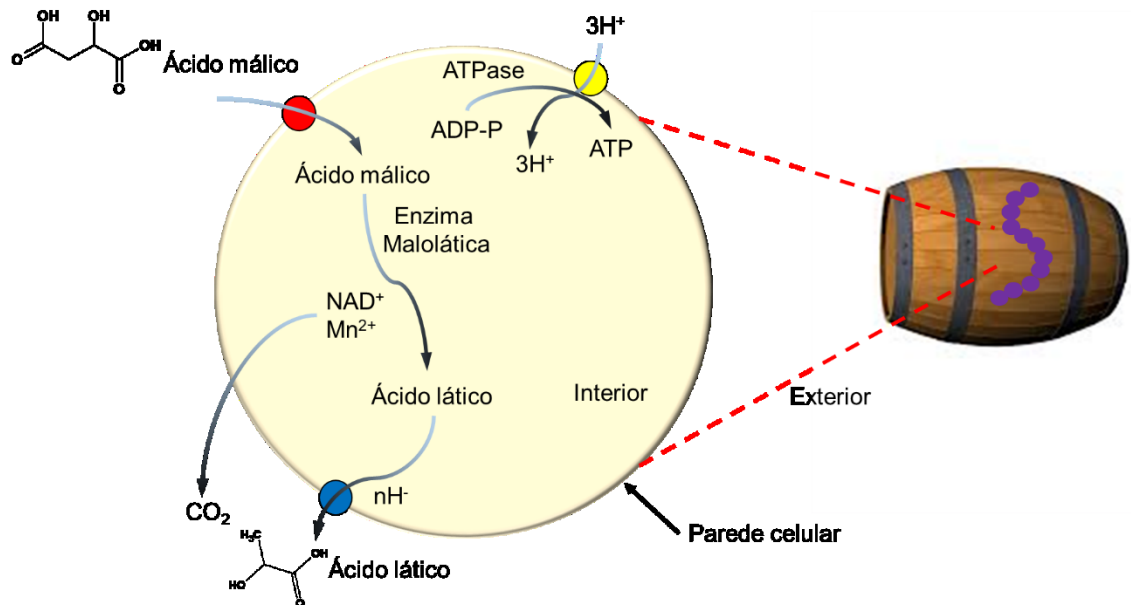 OH
OH
O
OH
O
Ácido málico
3H⁺
ATPase
ADP-P
ATP
3H⁺
Ácido málico
Enzima
Malolática
NAD⁺
Mn²⁺
Ácido lático
Interior
Exterior
nH⁻
CO₂
Parede celular
H₃C
OH
HO
O
Ácido lático